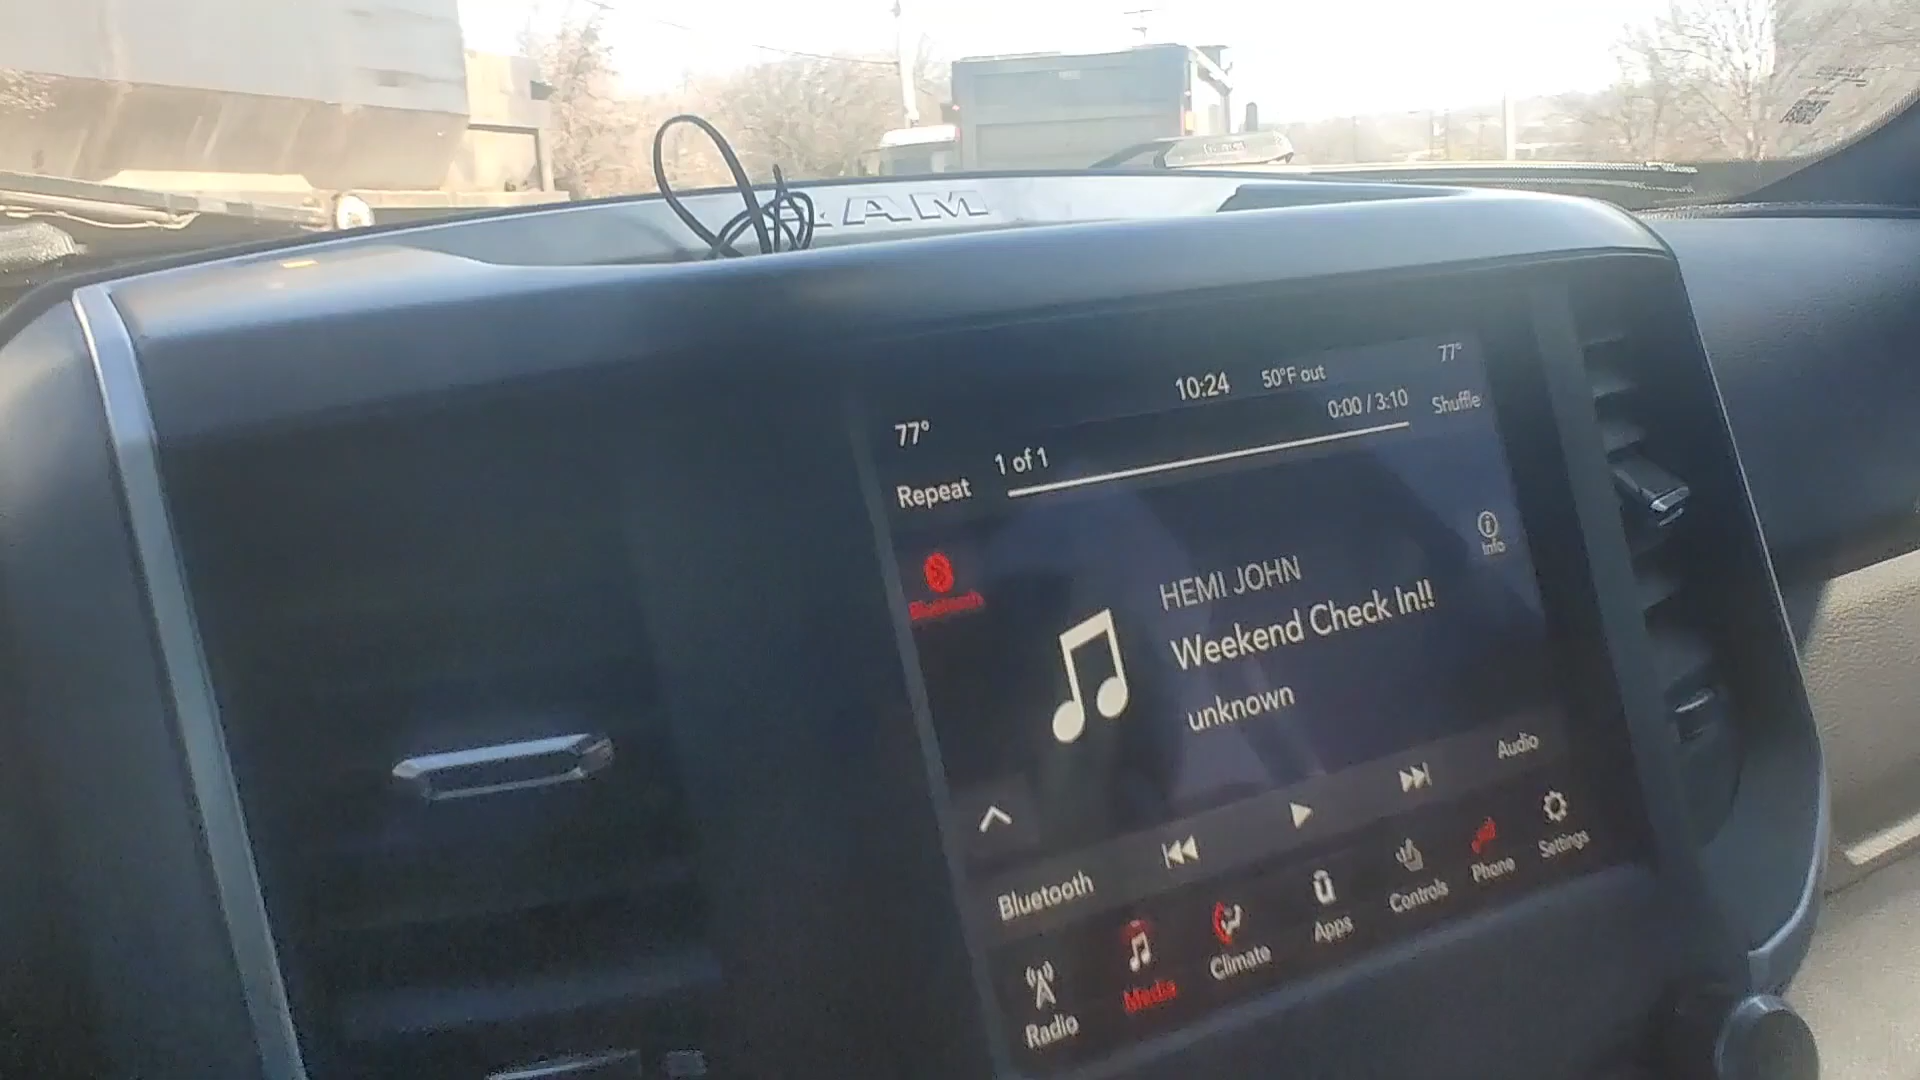 RAM
77°
10:24
50°F out
77°
Repeat
1 of 1
0:00 / 3:10
Shuffle
Bluetooth
Info
HEMI JOHN
Weekend Check In!!
unknown
Bluetooth
Audio
Radio
Media
Climate
Apps
Controls
Phone
Settings